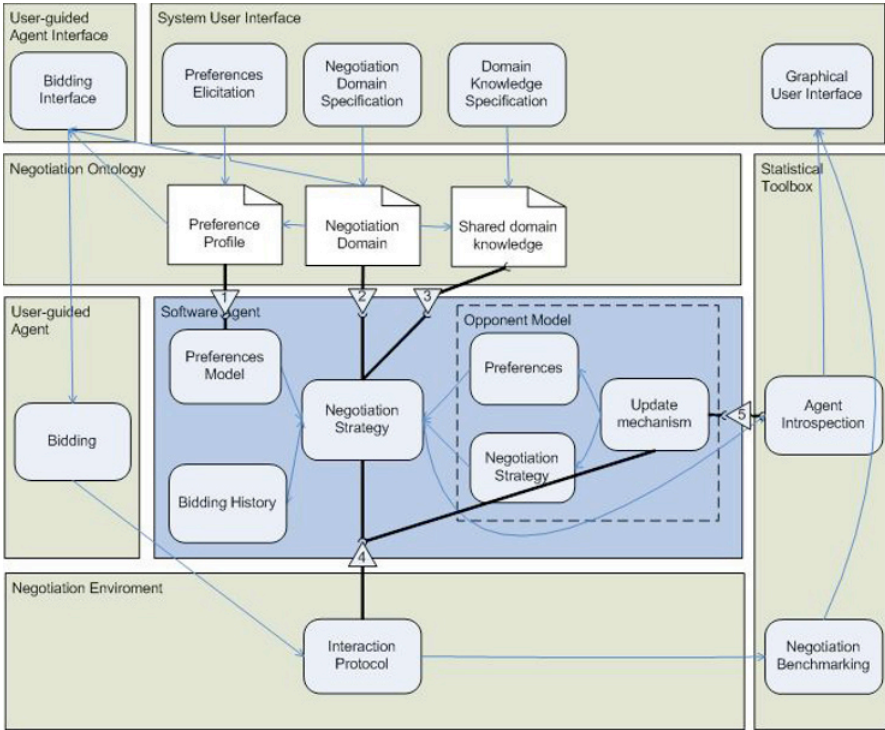 User-guided
Agent Interface
Bidding
Interface
System User Interface
Preferences
Elicitation
Negotiation
Domain
Specification
Domain
Knowledge
Specification
Graphical
User Interface
Negotiation Ontology
Preference
Profile
Negotiation
Domain
Shared domain
knowledge
Statistical
Toolbox
1
2
3
User-guided
Agent
Bidding
Software Agent
Preferences
Model
Negotiation
Strategy
Bidding History
Opponent Model
Preferences
Update
mechanism
Negotiation
Strategy
5
Agent
Introspection
4
Negotiation Enviroment
Interaction
Protocol
Negotiation
Benchmarking